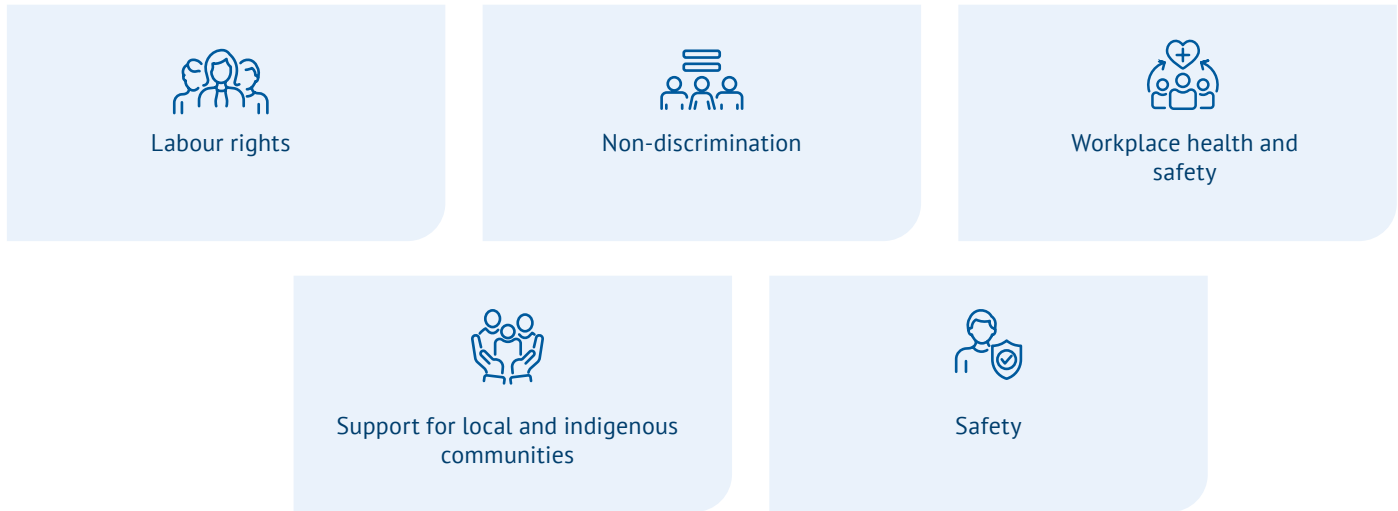 Labour rights
Non-discrimination
Workplace health and
safety
Support for local and indigenous
communities
Safety